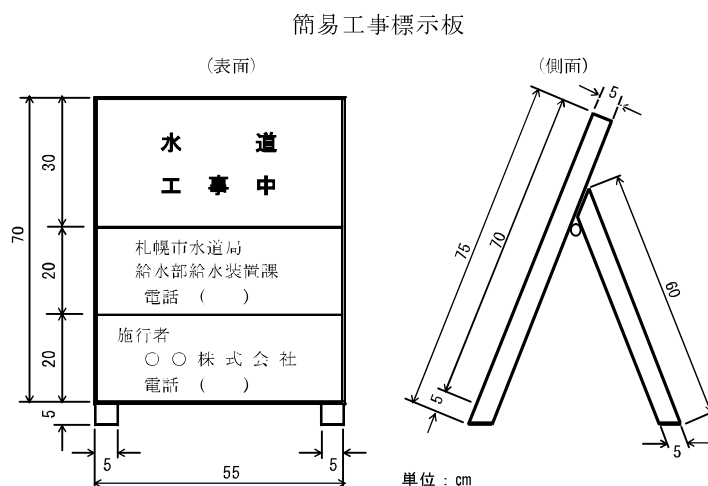 簡易工事標示板
(表面)
(側面)
水道
工事中
札幌市水道局
給水部給水装置課
電話 ( )
施行者
○○株式会社
電話 ( )
30
70
20
20
5
5
5
55
5
75
70
60
5
5
単位：㎝